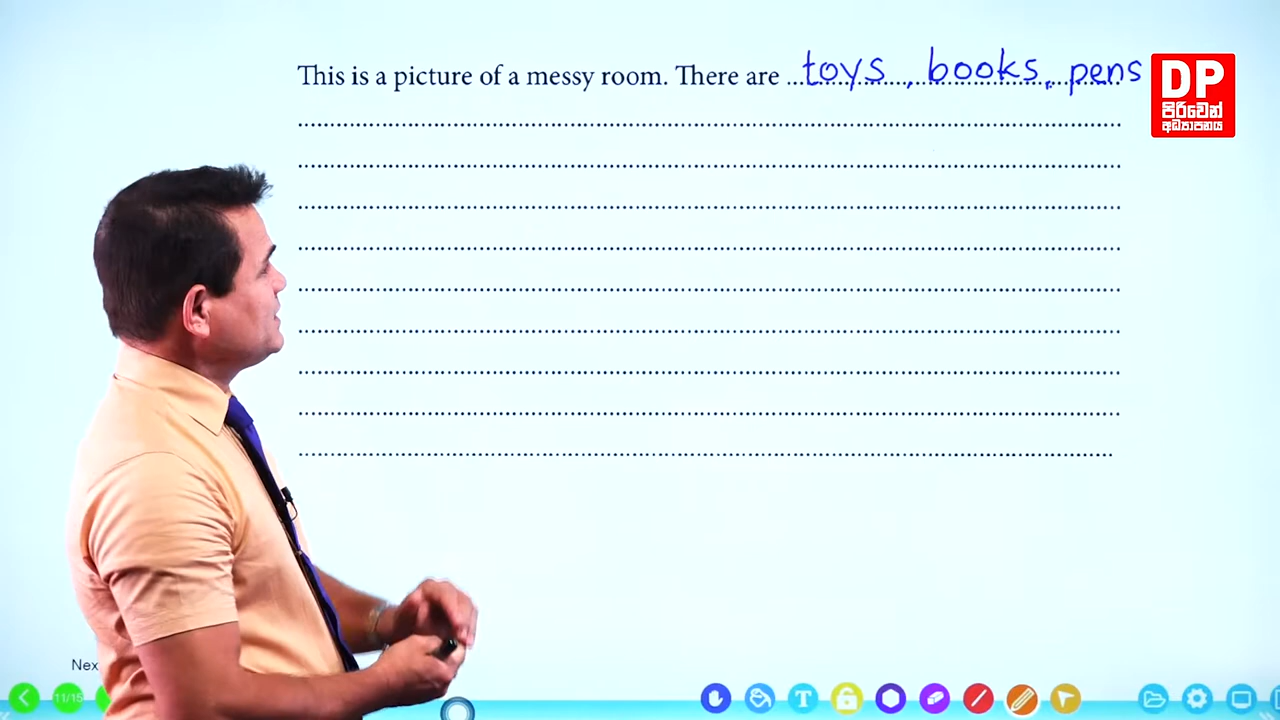 This is a picture of a messy room. There are ... toys, books, pens
DP
පිරිවෙන්
අධ්‍යාපනය
Nex
11/15
T